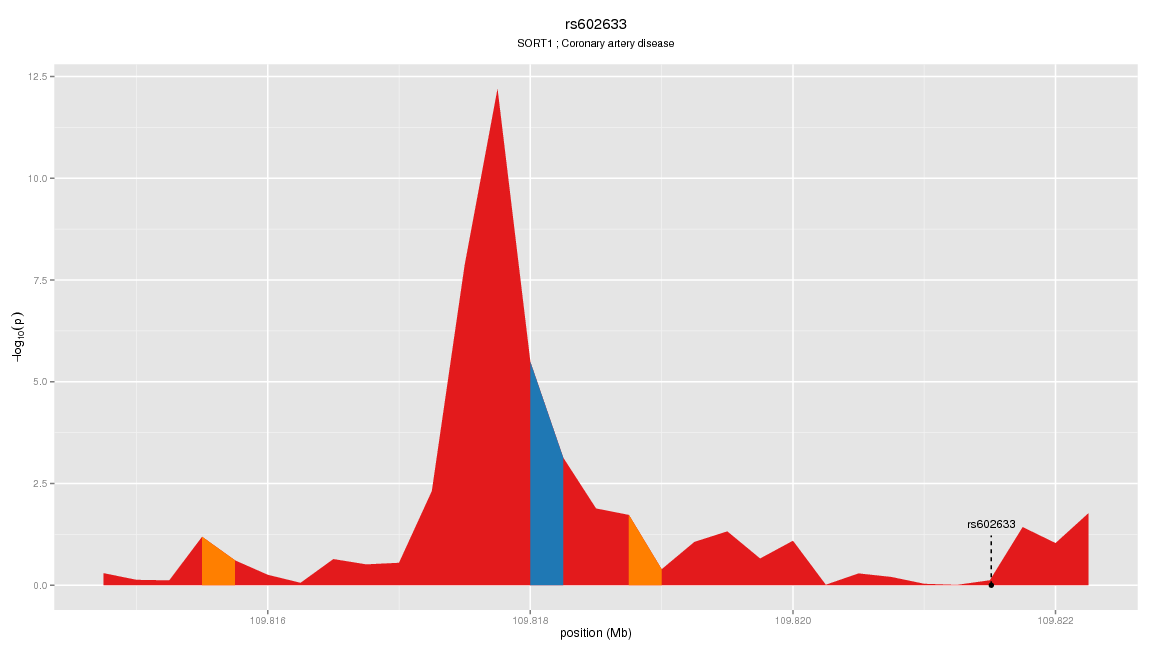 rs602633
SORT1 ; Coronary artery disease
12.5
10.0
7.5
5.0
2.5
0.0
−log10(p)
rs602633
109.816
109.818
109.820
109.822
position (Mb)